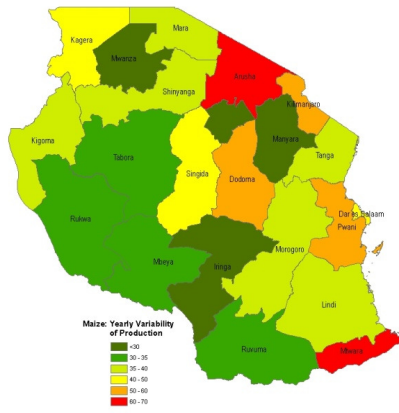 Mara
Kagera
Mwanza
Arusha
Shinyanga
Kilimanjaro
Kigoma
Manyara
Tabora
Tanga
Singida
Dodoma
Dar es Salaam
Rukwa
Pwani
Mbeya
Iringa
Morogoro
Lindi
Maize: Yearly Variability
of Production
<30
30 - 35
35 - 40
40 - 50
50 - 60
60 - 70
Ruvuma
Mtwara